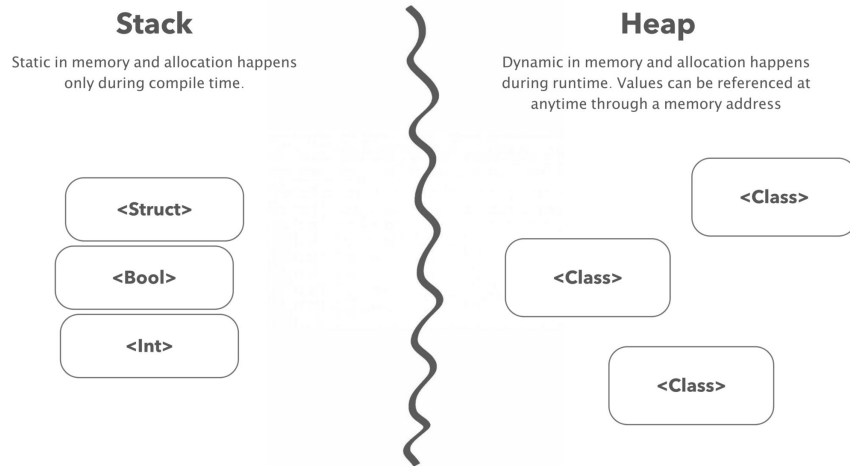 Stack
Static in memory and allocation happens
only during compile time.
<Struct>
<Bool>
<Int>
Heap
Dynamic in memory and allocation happens
during runtime. Values can be referenced at
anytime through a memory address
<Class>
<Class>
<Class>